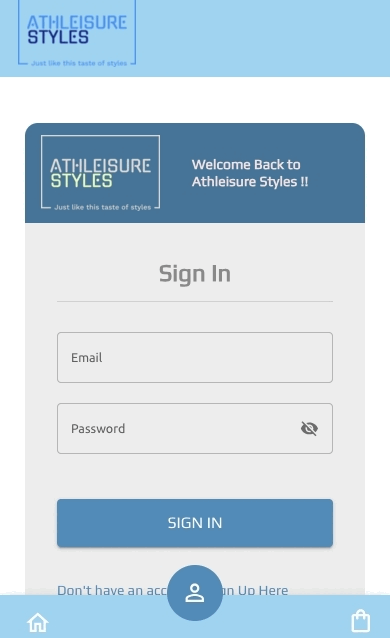 ATHLEISURE
STYLES
Just like this taste of styles
ATHLEISURE
STYLES
Just like this taste of styles
Welcome Back to
Athleisure Styles !!
Sign In
Email
Password
SIGN IN
Don't have an acc Up Here